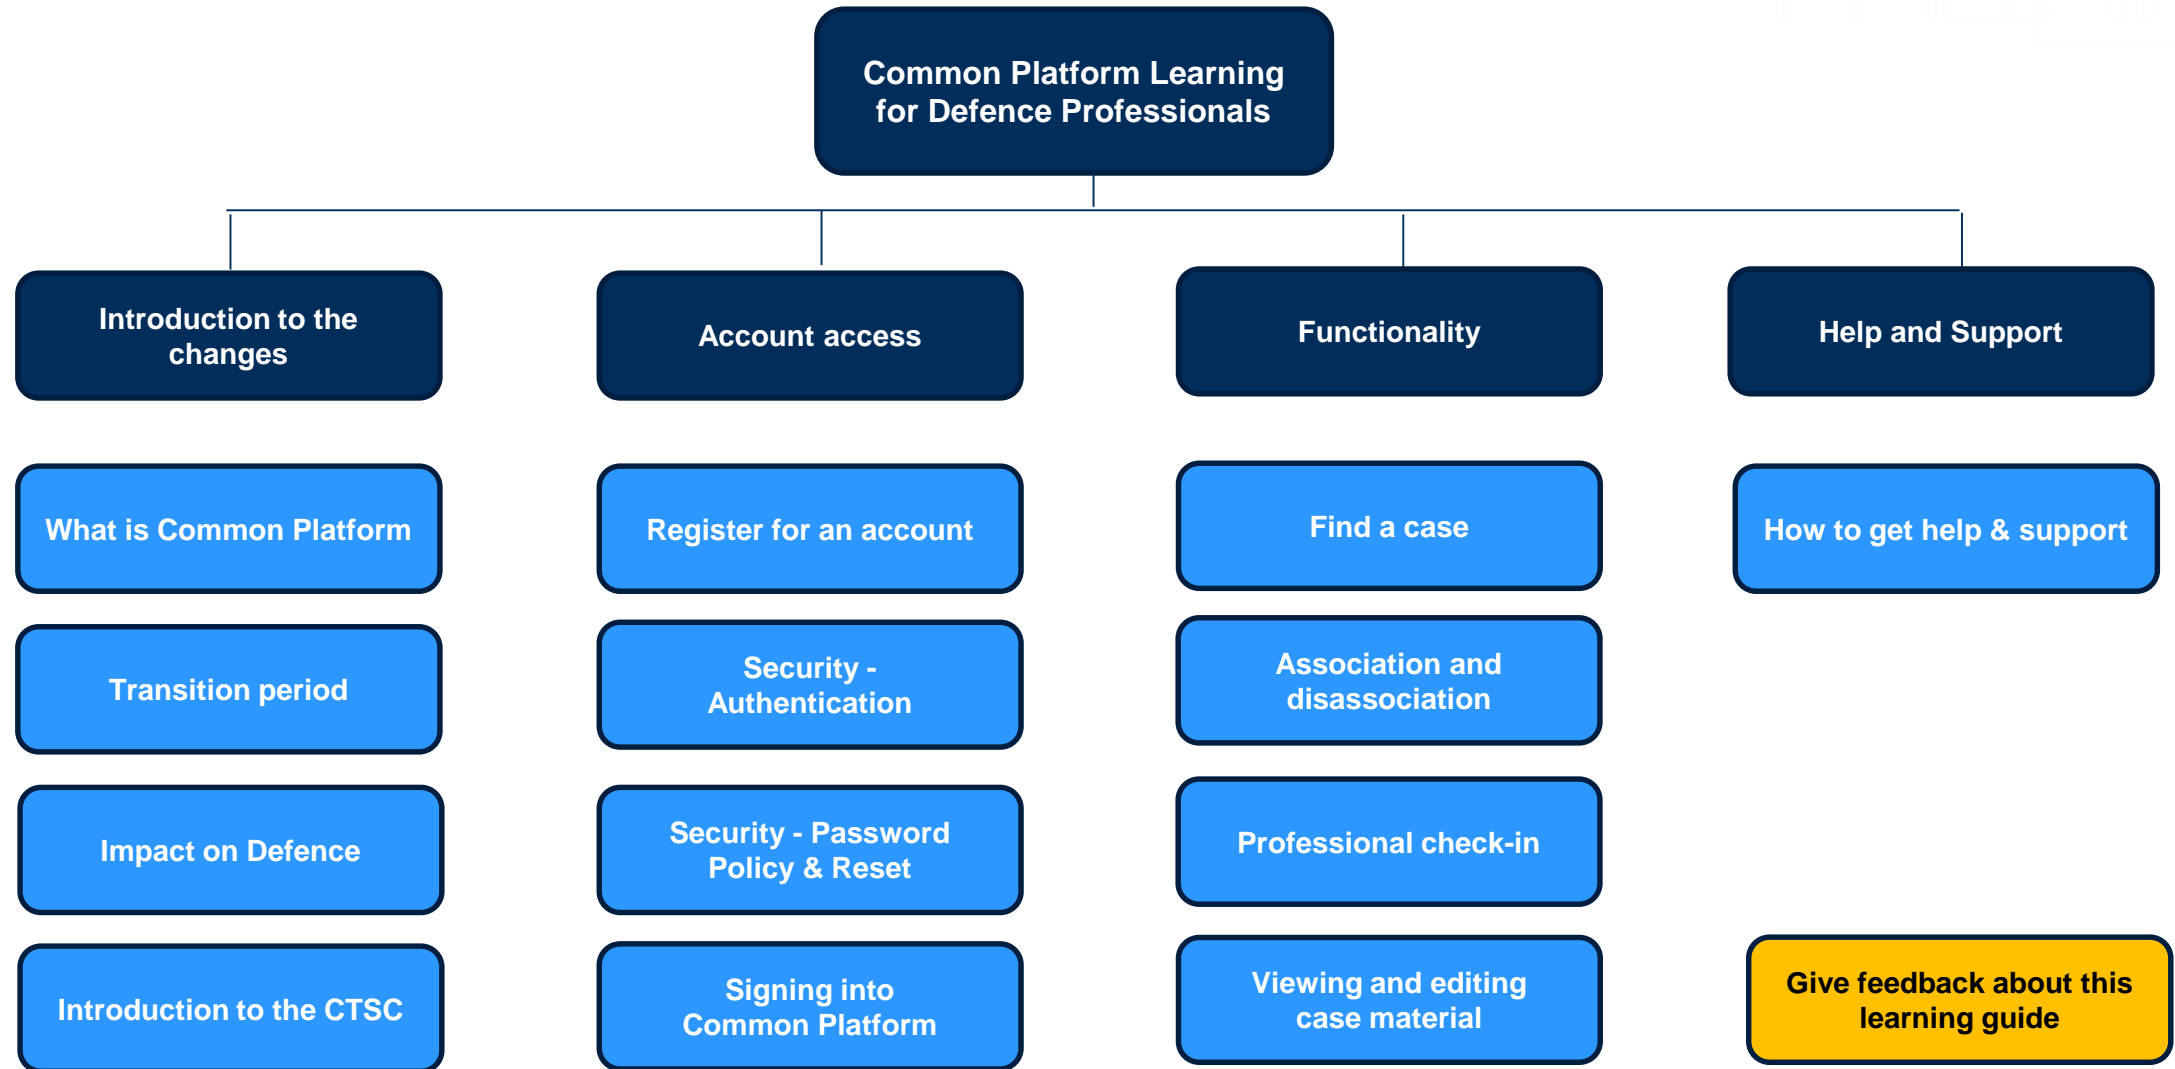 Common Platform Learning
for Defence Professionals
Introduction to the
changes
Account access
Functionality
Help and Support
What is Common Platform
Register for an account
Find a case
How to get help & support
Transition period
Security -
Authentication
Association and
disassociation
Impact on Defence
Security - Password
Policy & Reset
Professional check-in
Introduction to the CTSC
Signing into
Common Platform
Viewing and editing
case material
Give feedback about this
learning guide